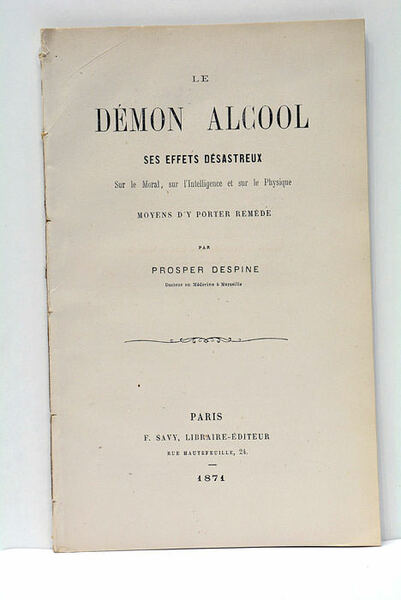 LE
DÉMON ALCOOL
SES EFFETS DÉSASTREUX
Sur le Moral, sur l'Intelligence et sur le Physique
MOYENS D'Y PORTER REMÈDE
PAR
PROSPER DESPINE
Docteur en Médecine à Marseille
PARIS
F. SAVY, LIBRAIRE-ÉDITEUR
RUE HAUTEFEUILLE, 24.
1871